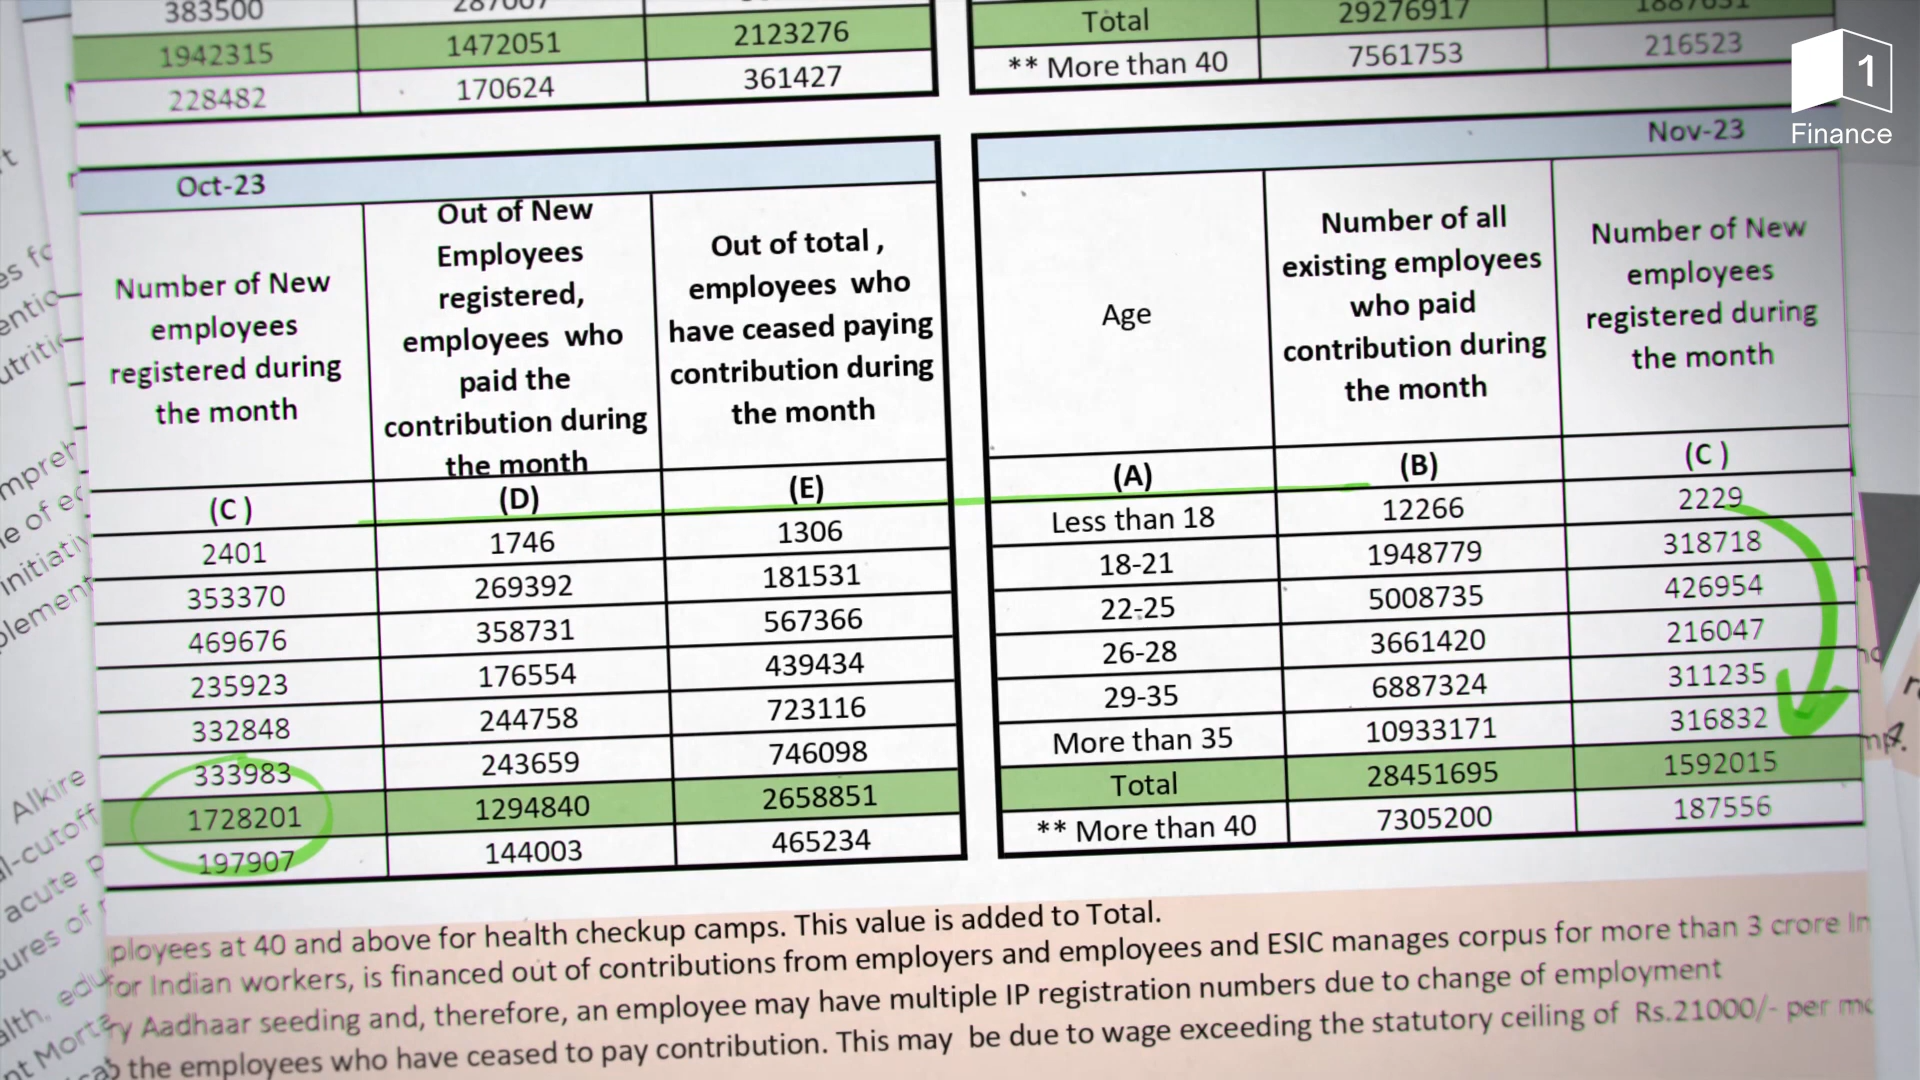 383500
1942315 1472051 2123276
228482 170624 361427
Total 29276917
** More than 40 7561753 216523
1
Finance
Oct-23
Number of New
employees
registered during
the month
Out of New
Employees
registered,
employees who
paid the
contribution during
the month
Out of total ,
employees who
have ceased paying
contribution during
the month
(C ) (D) (E)
2401 1746 1306
353370 269392 181531
469676 358731 567366
235923 176554 439434
332848 244758 723116
333983 243659 746098
1728201 1294840 2658851
197907 144003 465234
Nov-23
Age
Number of all
existing employees
who paid
contribution during
the month
Number of New
employees
registered during
the month
(A) (B) (C )
Less than 18 12266 2229
18-21 1948779 318718
22-25 5008735 426954
26-28 3661420 216047
29-35 6887324 311235
More than 35 10933171 316832
Total 28451695 1592015
** More than 40 7305200 187556
ployees at 40 and above for health checkup camps. This value is added to Total.
for Indian workers, is financed out of contributions from employers and employees and ESIC manages corpus for more than 3 crore In
ry Aadhaar seeding and, therefore, an employee may have multiple IP registration numbers due to change of employment
the employees who have ceased to pay contribution. This may be due to wage exceeding the statutory ceiling of Rs.21000/- per mo
Alkire
acute
sures of